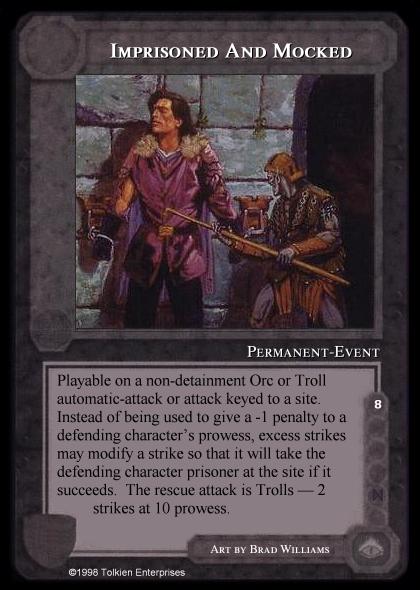 Imprisoned And Mocked
Permanent-Event
Playable on a non-detainment Orc or Troll
automatic-attack or attack keyed to a site.
Instead of being used to give a -1 penalty to a
defending character's prowess, excess strikes
may modify a strike so that it will take the
defending character prisoner at the site if it
succeeds. The rescue attack is Trolls — 2
strikes at 10 prowess.
8
Art by Brad Williams
©1998 Tolkien Enterprises